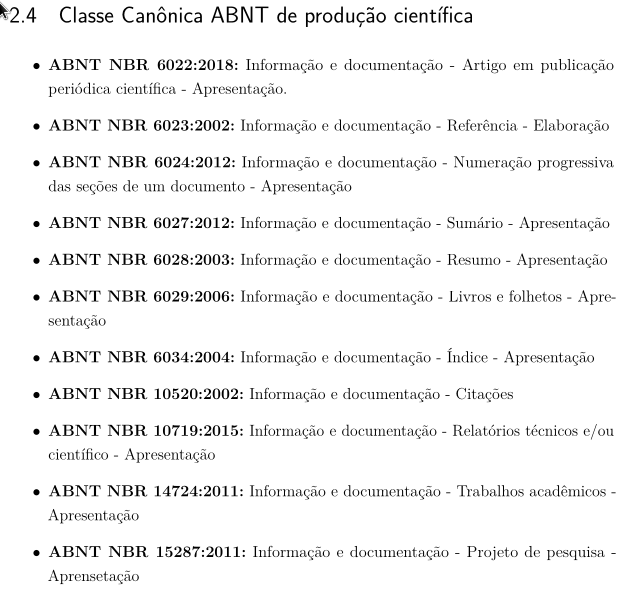 2.4 Classe Canônica ABNT de produção científica
• ABNT NBR 6022:2018: Informação e documentação - Artigo em publicação
periódica científica - Apresentação.
• ABNT NBR 6023:2002: Informação e documentação - Referência - Elaboração
• ABNT NBR 6024:2012: Informação e documentação - Numeração progressiva
das seções de um documento - Apresentação
• ABNT NBR 6027:2012: Informação e documentação - Sumário - Apresentação
• ABNT NBR 6028:2003: Informação e documentação - Resumo - Apresentação
• ABNT NBR 6029:2006: Informação e documentação - Livros e folhetos - Apre-
sentação
• ABNT NBR 6034:2004: Informação e documentação - Índice - Apresentação
• ABNT NBR 10520:2002: Informação e documentação - Citações
• ABNT NBR 10719:2015: Informação e documentação - Relatórios técnicos e/ou
científico - Apresentação
• ABNT NBR 14724:2011: Informação e documentação - Trabalhos acadêmicos -
Apresentação
• ABNT NBR 15287:2011: Informação e documentação - Projeto de pesquisa -
Aprensetação